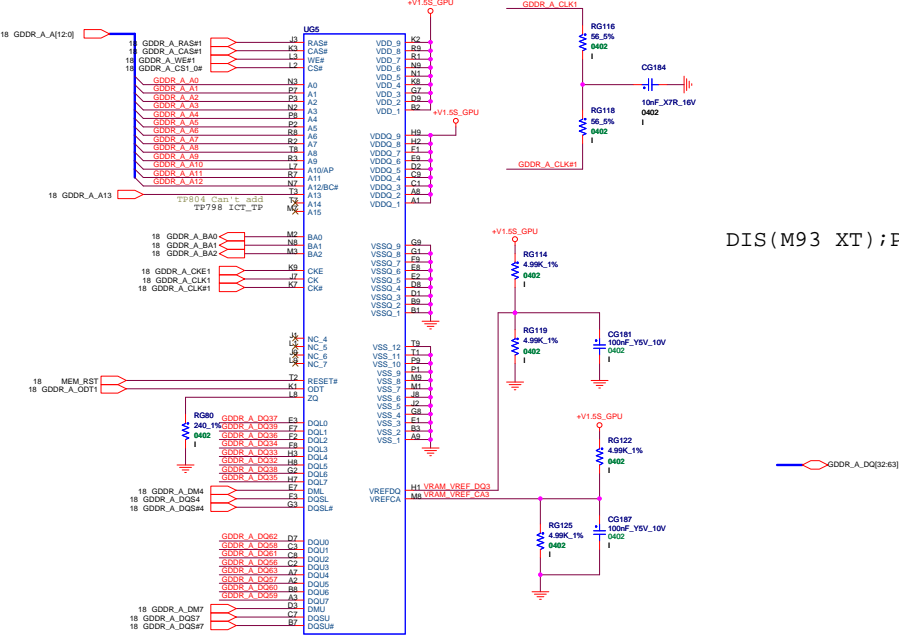 +V1.5S_GPU
GDDR_A_CLK1
UG5
18 GDDR_A_A[12:0]
18 GDDR_A_RAS#1 J3 RAS#
18 GDDR_A_CAS#1 K3 CAS#
18 GDDR_A_WE#1 L3 WE#
18 GDDR_A_CS1_0# L2 CS#
GDDR_A_A0 N3 A0
GDDR_A_A1 P7 A1
GDDR_A_A2 P3 A2
GDDR_A_A3 N2 A3
GDDR_A_A4 P8 A4
GDDR_A_A5 P2 A5
GDDR_A_A6 R8 A6
GDDR_A_A7 R2 A7
GDDR_A_A8 T8 A8
GDDR_A_A9 R3 A9
GDDR_A_A10 L7 A10/AP
GDDR_A_A11 R7 A11
GDDR_A_A12 N7 A12/BC#
18 GDDR_A_A13 T3 A13
TP804 Can't add A14
TP798 ICT_TP A15
18 GDDR_A_BA0 M2 BA0
18 GDDR_A_BA1 N8 BA1
18 GDDR_A_BA2 M3 BA2
18 GDDR_A_CKE1 K9 CKE
18 GDDR_A_CLK1 J7 CK
18 GDDR_A_CLK#1 K7 CK#
NC_4
NC_5
NC_6
NC_7
18 MEM_RST T2 RESET#
18 GDDR_A_ODT1 K1 ODT
L8 ZQ
RG80
240_1%
0402
I
GDDR_A_DQ37 E3 DQL0
GDDR_A_DQ39 F7 DQL1
GDDR_A_DQ36 F2 DQL2
GDDR_A_DQ34 F8 DQL3
GDDR_A_DQ33 H3 DQL4
GDDR_A_DQ32 H8 DQL5
GDDR_A_DQ38 G2 DQL6
GDDR_A_DQ35 H7 DQL7
18 GDDR_A_DM4 E7 DML
18 GDDR_A_DQS4 F3 DQSL
18 GDDR_A_DQS#4 G3 DQSL#
GDDR_A_DQ62 D7 DQU0
GDDR_A_DQ58 C3 DQU1
GDDR_A_DQ61 C8 DQU2
GDDR_A_DQ56 C2 DQU3
GDDR_A_DQ63 A7 DQU4
GDDR_A_DQ57 A2 DQU5
GDDR_A_DQ60 B8 DQU6
GDDR_A_DQ59 A3 DQU7
18 GDDR_A_DM7 D3 DMU
18 GDDR_A_DQS7 C7 DQSU
18 GDDR_A_DQS#7 B7 DQSU#
VDD_9 K2
VDD_8 R9
VDD_7 R1
VDD_6 N9
VDD_5 N1
VDD_4 K8
VDD_3 G7
VDD_2 D9
VDD_1 B2
+V1.5S_GPU
VDDQ_9 H9
VDDQ_8 H2
VDDQ_7 F1
VDDQ_6 E9
VDDQ_5 D2
VDDQ_4 C9
VDDQ_3 C1
VDDQ_2 A8
VDDQ_1 A1
VSSQ_9 G9
VSSQ_8 G1
VSSQ_7 F9
VSSQ_6 E8
VSSQ_5 E2
VSSQ_4 D8
VSSQ_3 D1
VSSQ_2 B9
VSSQ_1 B1
VSS_12 T9
VSS_11 T1
VSS_10 P9
VSS_9 P1
VSS_8 M9
VSS_7 M1
VSS_6 J8
VSS_5 J2
VSS_4 G8
VSS_3 E1
VSS_2 B3
VSS_1 A9
VREFDQ H1 VRAM_VREF_DQ3
VREFCA M8 VRAM_VREF_CA3
RG116
56_5%
0402
I
CG184
10nF_X7R_16V
0402
I
RG118
56_5%
0402
I
GDDR_A_CLK#1
+V1.5S_GPU
RG114
4.99K_1%
0402
I
DIS(M93 XT);P
RG119
4.99K_1%
0402
I
CG181
100nF_Y5V_10V
0402
I
+V1.5S_GPU
RG122
4.99K_1%
0402
I
GDDR_A_DQ[32:63]
RG125
4.99K_1%
0402
I
CG187
100nF_Y5V_10V
0402
I